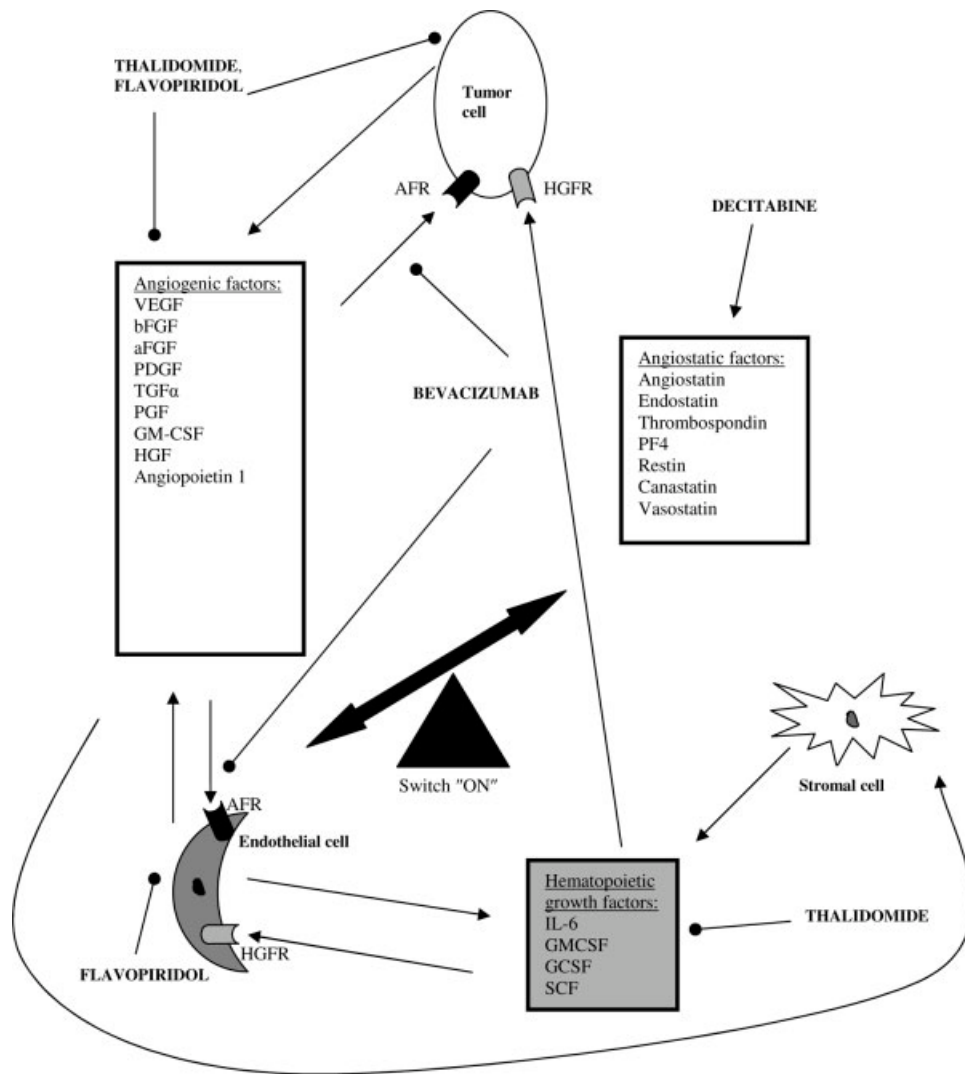 THALIDOMIDE,
FLAVOPIRIDOL
Tumor
cell
AFR
HGFR
DECITABINE
Angiogenic factors:
VEGF
bFGF
aFGF
PDGF
TGFα
PGF
GM-CSF
HGF
Angiopoietin 1
BEVACIZUMAB
Angiostatic factors:
Angiostatin
Endostatin
Thrombospondin
PF4
Restin
Canastatin
Vasostatin
Switch "ON"
Stromal cell
AFR
Endothelial cell
HGFR
FLAVOPIRIDOL
Hematopoietic
growth factors:
IL-6
GMCSF
GCSF
SCF
THALIDOMIDE